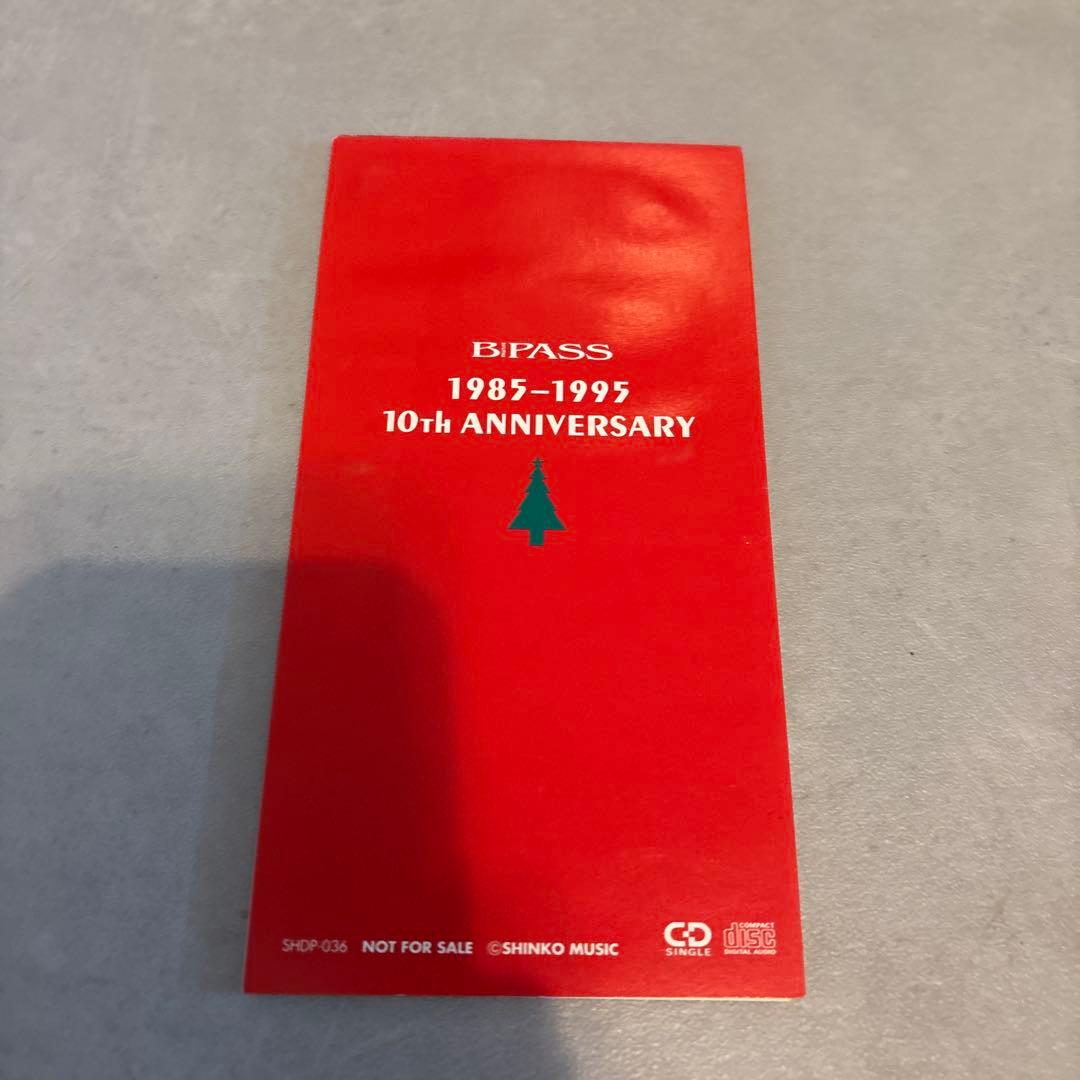 B PASS
1985–1995
10Th ANNIVERSARY
SHDP-036 NOT FOR SALE ©SHINKO MUSIC
CD
SINGLE
COMPACT
disc
DIGITAL AUDIO